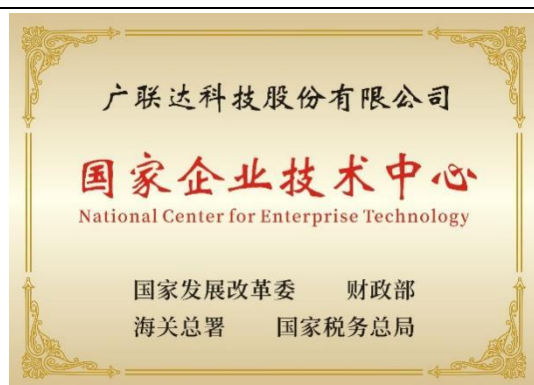 广联达科技股份有限公司
国家企业技术中心
National Center for Enterprise Technology
国家发展改革委 财政部
海关总署 国家税务总局